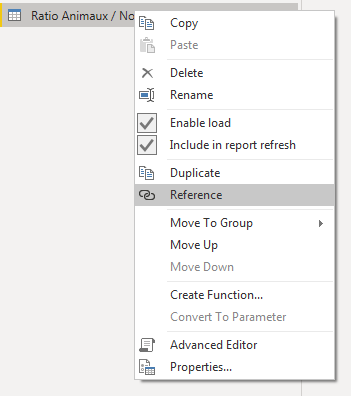 Ratio Animaux / No
Copy
Paste
Delete
Rename
Enable load
Include in report refresh
Duplicate
Reference
Move To Group
Move Up
Move Down
Create Function...
Convert To Parameter
Advanced Editor
Properties...